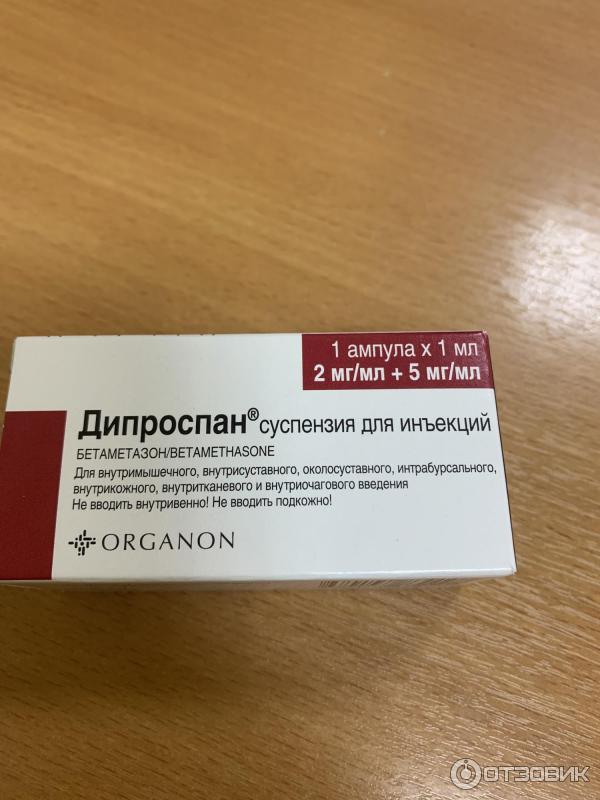 1 ампула х 1 мл
2 мг/мл + 5 мг/мл
Дипроспан® суспензия для инъекций
БЕТАМЕТАЗОН/BETAMETHASONE
Для внутримышечного, внутрисуставного, околосуставного, интрабурсального,
внутрикожного, внутритканевого и внутриочагового введения
Не вводить внутривенно! Не вводить подкожно!
ORGANON
ОТЗОВИК